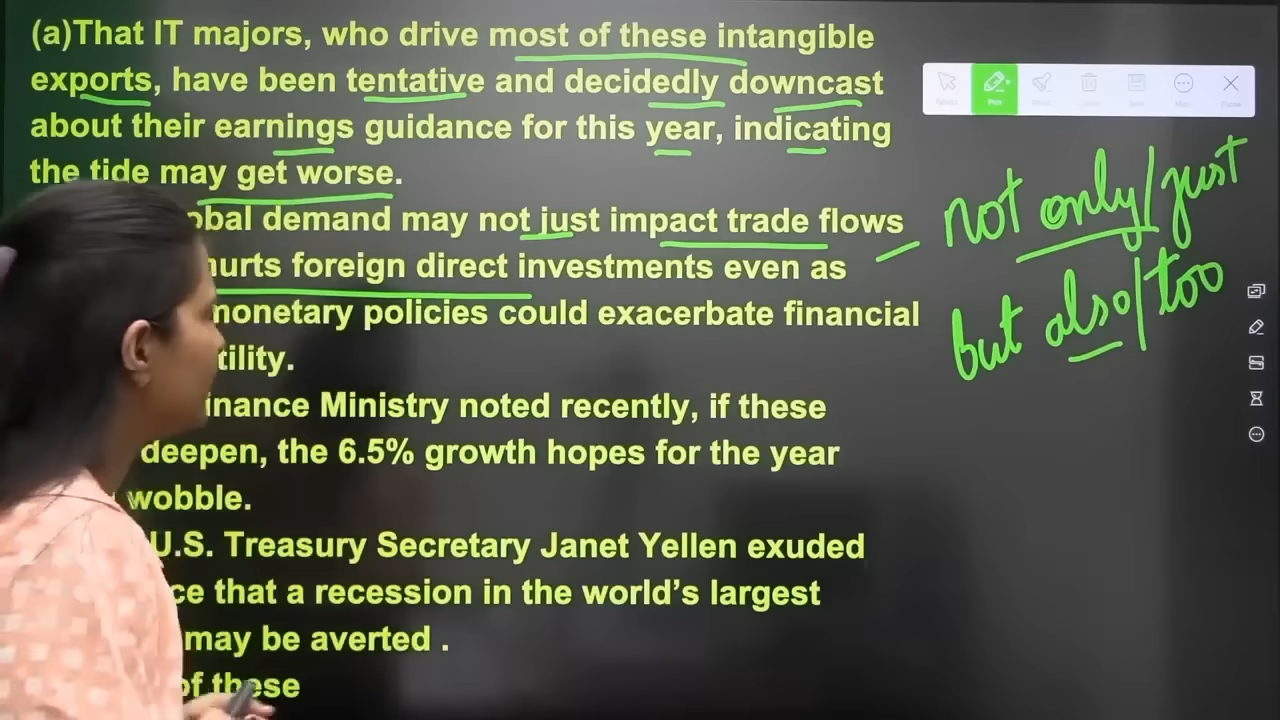 (a)That IT majors, who drive most of these intangible
exports, have been tentative and decidedly downcast
about their earnings guidance for this year, indicating
the tide may get worse.
demand may not just impact trade flows
hurts foreign direct investments even as
monetary policies could exacerbate financial
Ministry noted recently, if these
deepen, the 6.5% growth hopes for the year
wobble.
U.S. Treasury Secretary Janet Yellen exuded
that a recession in the world’s largest
may be averted .
of these
not only/just
but also/too